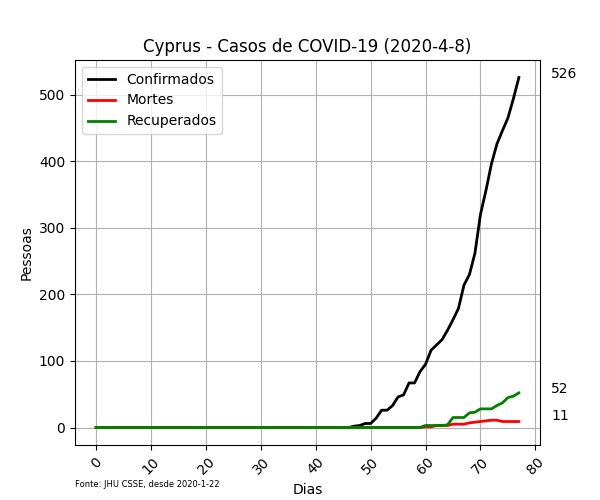 Cyprus - Casos de COVID-19 (2020-4-8)
Confirmados
Mortes
Recuperados
526
52
11
500
400
300
200
100
0
Pessoas
0 10 20 30 40 50 60 70 80
Fonte: JHU CSSE, desde 2020-1-22
Dias